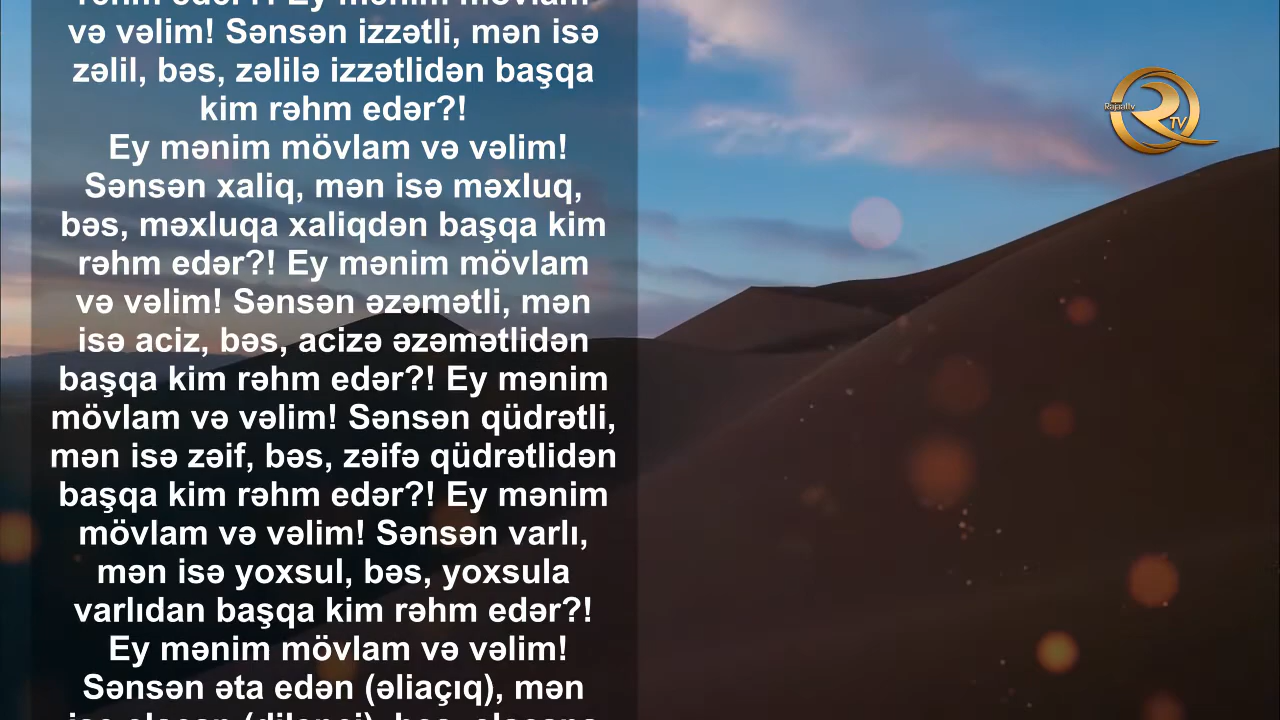 və vəlim! Sənsən izzətli, mən isə
zəlil, bəs, zəlilə izzətlidən başqa
kim rəhm edər?!
Ey mənim mövlam və vəlim!
Sənsən xaliq, mən isə məxluq,
bəs, məxluqa xaliqdən başqa kim
rəhm edər?! Ey mənim mövlam
və vəlim! Sənsən əzəmətli, mən
isə aciz, bəs, acizə əzəmətlidən
başqa kim rəhm edər?! Ey mənim
mövlam və vəlim! Sənsən qüdrətli,
mən isə zəif, bəs, zəifə qüdrətlidən
başqa kim rəhm edər?! Ey mənim
mövlam və vəlim! Sənsən varlı,
mən isə yoxsul, bəs, yoxsula
varlıdan başqa kim rəhm edər?!
Ey mənim mövlam və vəlim!
Sənsən əta edən (əliaçıq), mən
TV